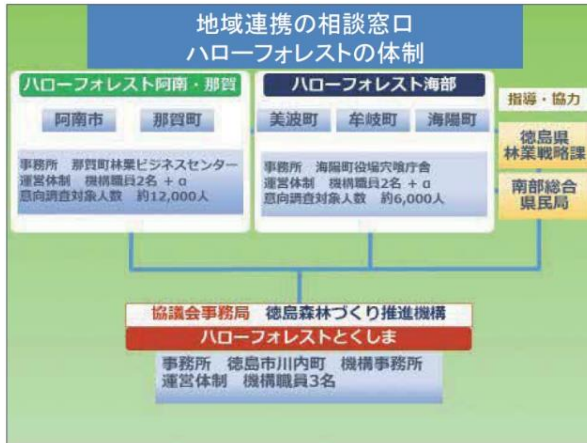 地域連携の相談窓口
ハローフォレストの体制
ハローフォレスト阿南・那賀
阿南市 那賀町
事務所 那賀町林業ビジネスセンター
運営体制 機構職員2名 + α
意向調査対象人数 約12,000人
ハローフォレスト海部
美波町 牟岐町 海陽町
事務所 海陽町役場宍喰庁舎
運営体制 機構職員2名 + α
意向調査対象人数 約6,000人
指導・協力
徳島県
林業戦略課
南部総合
県民局
協議会事務局 徳島森林づくり推進機構
ハローフォレストとくしま
事務所 徳島市川内町 機構事務所
運営体制 機構職員3名